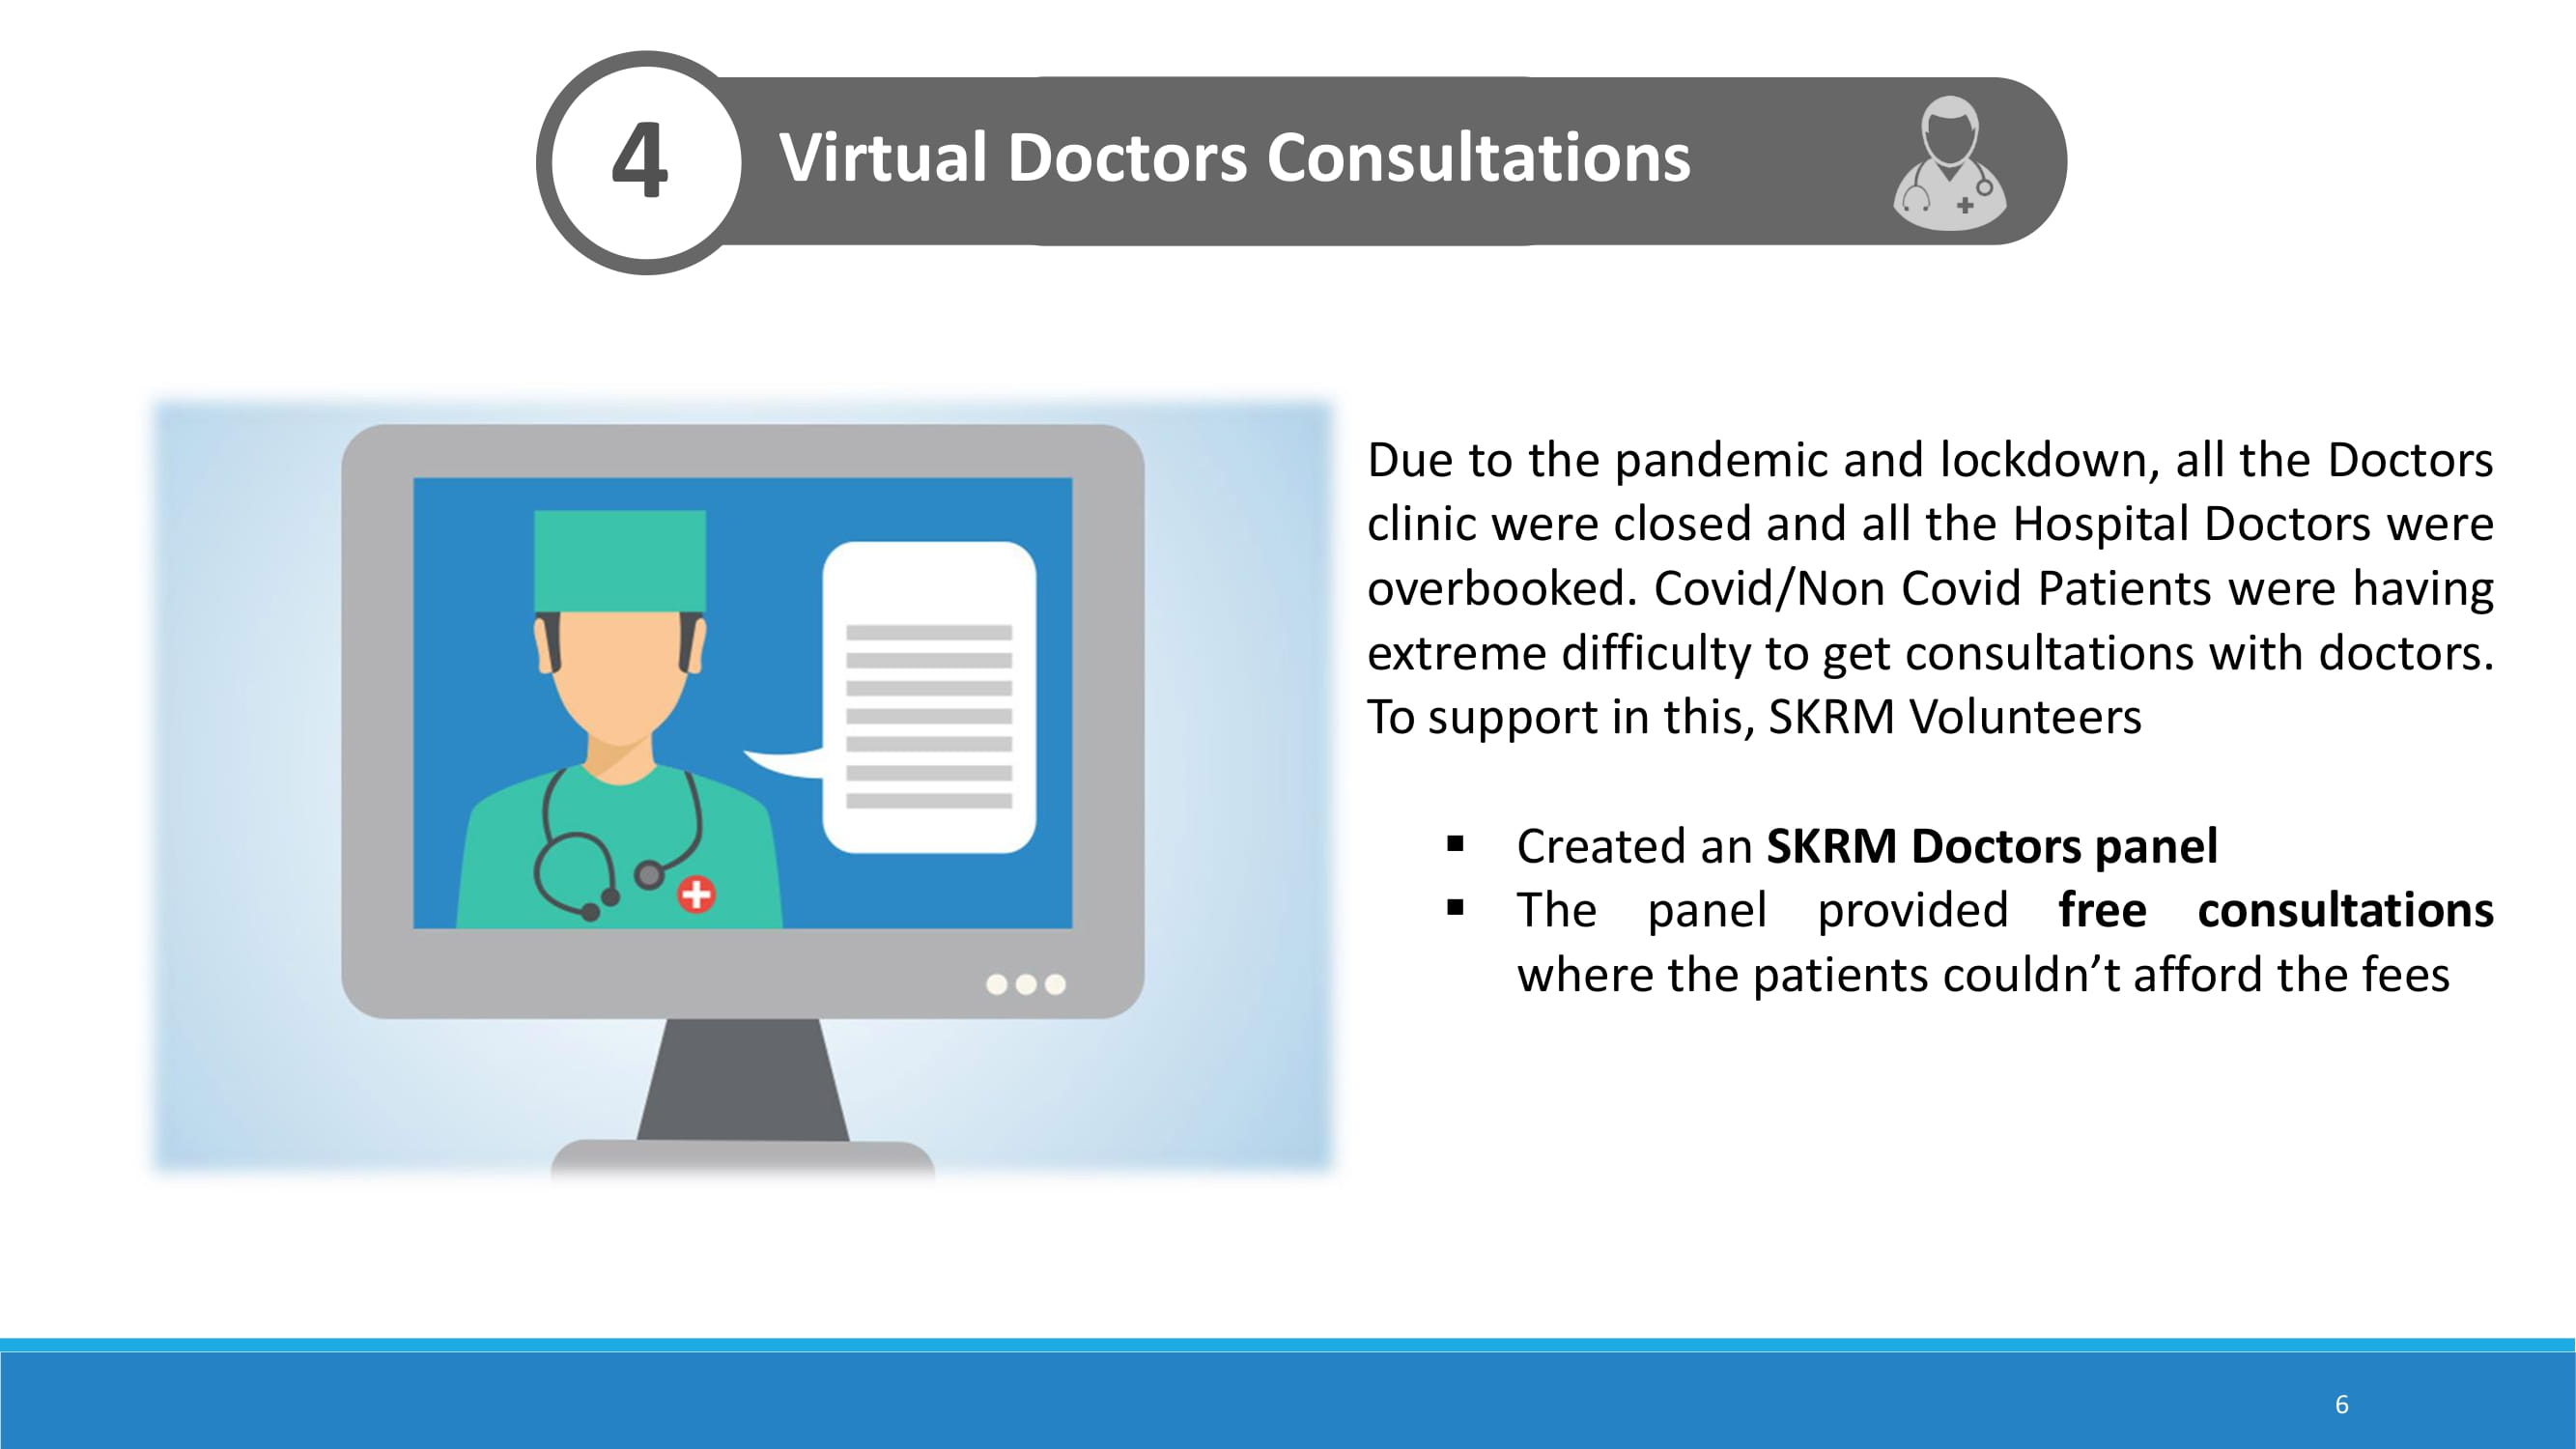 4
Virtual Doctors Consultations
Due to the pandemic and lockdown, all the Doctors
clinic were closed and all the Hospital Doctors were
overbooked. Covid/Non Covid Patients were having
extreme difficulty to get consultations with doctors.
To support in this, SKRM Volunteers
▪ Created an SKRM Doctors panel
▪ The panel provided free consultations
where the patients couldn’t afford the fees
6